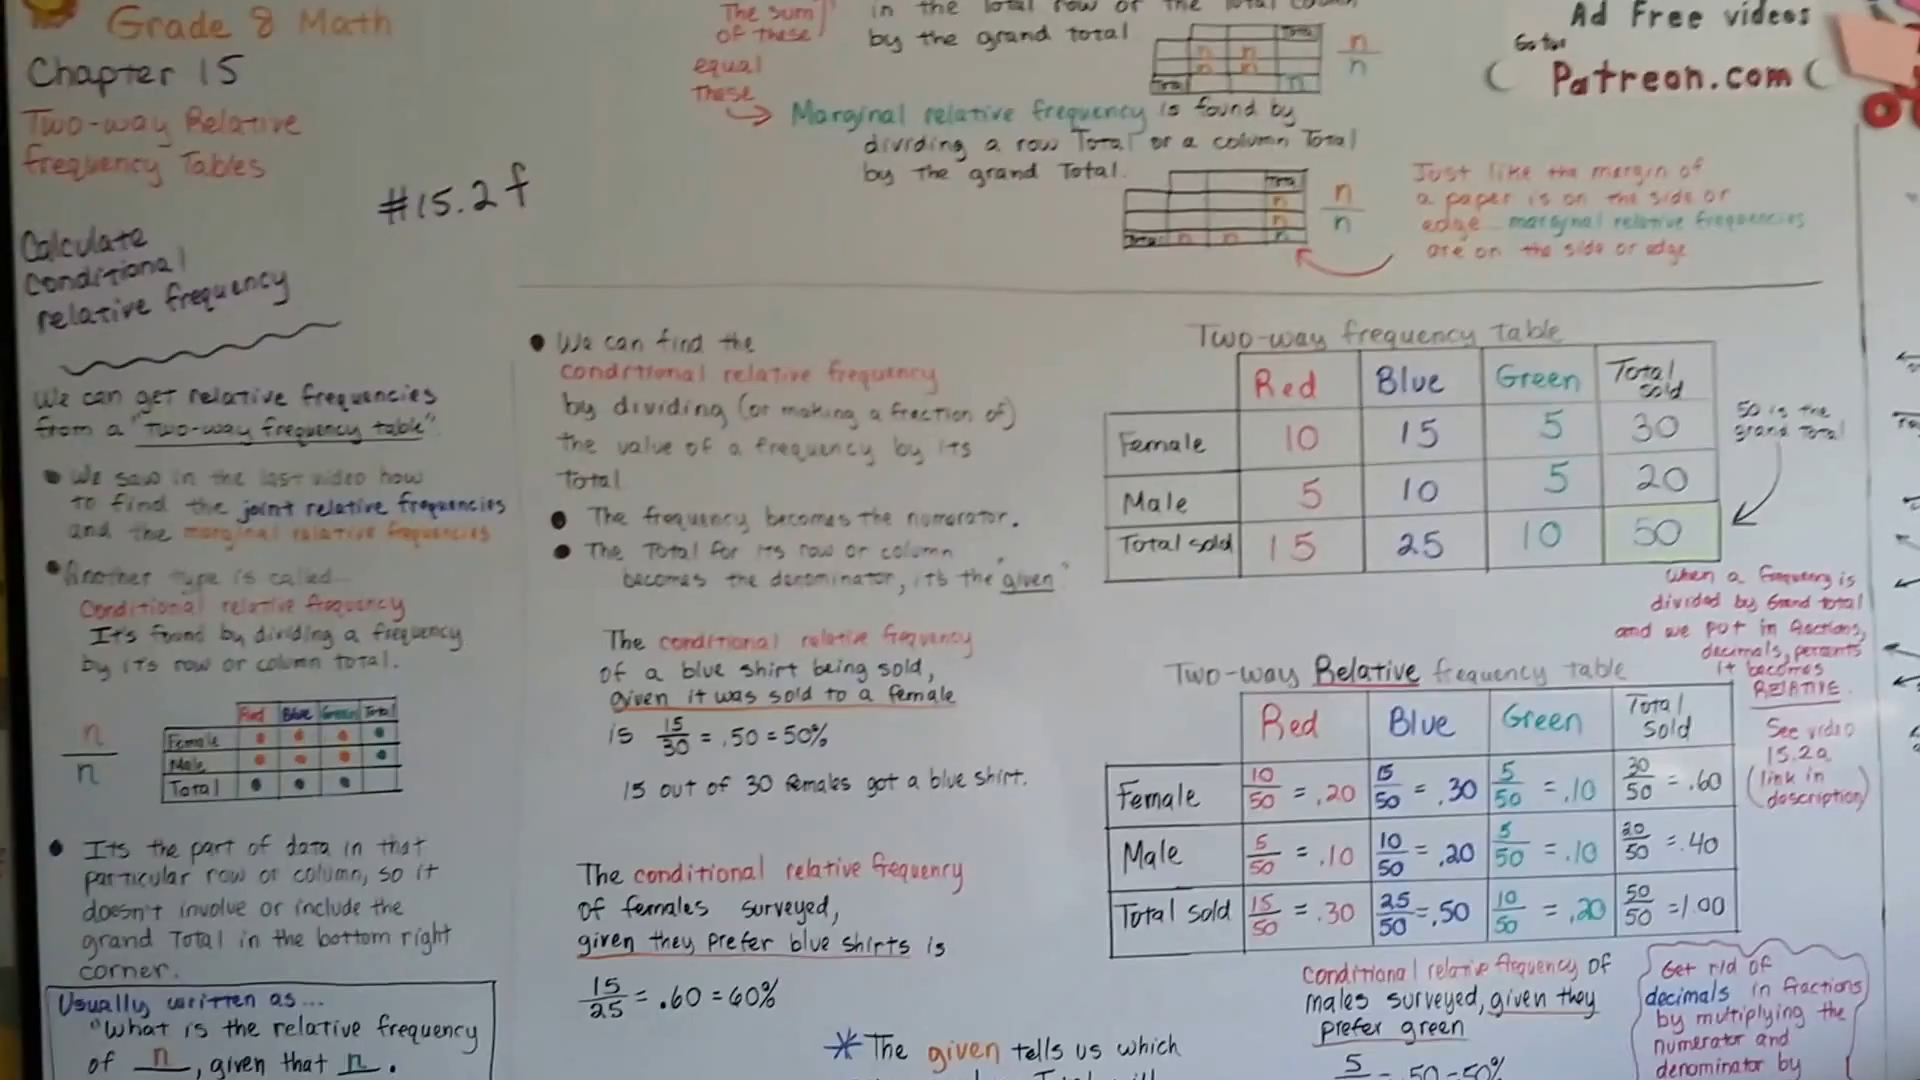 Grade 8 Math
Chapter 15
Two-way Relative
frequency Tables
#15.2f
Calculate
Conditional
relative frequency
We can get relative frequencies
from a "Two-way frequency table".
We saw in the last video how
to find the joint relative frequencies
and the marginal relative frequencies
Another type is called...
Conditional relative frequency
It's found by dividing a frequency
by its row or column total.
n
n
Red Blue Green Total
Female
Male
Total
Its the part of data in that
particular row or column, so it
doesn't involve or include the
grand Total in the bottom right
corner.
Usually written as...
"What is the relative frequency
of n, given that n.
The sum
of these
equal
these
in the Total row or the Total column
by the grand total
Total
n n
n n
Total n
n
n
Marginal relative frequency is found by
dividing a row Total or a column Total
by the grand Total.
Total
n
n
Total n n n
n
n
Just like the margin of
a paper is on the side or
edge... marginal relative frequencies
are on the side or edge
Ad Free videos
Go to:
Patreon.com
We can find the
conditional relative frequency
by dividing (or making a fraction of)
the value of a frequency by its
total
The frequency becomes the numerator.
The Total for its row or column
becomes the denominator, it's the "given"
The conditional relative frequency
of a blue shirt being sold,
given it was sold to a female
is 15/30 = .50 = 50%
15 out of 30 females got a blue shirt.
The conditional relative frequency
of females surveyed,
given they prefer blue shirts is
15/25 = .60 = 60%
* The given tells us which
Two-way frequency table
Red Blue Green Total sold
Female 10 15 5 30
Male 5 10 5 20
Total sold 15 25 10 50
50 is the
grand total
When a frequency is
divided by Grand total
and we put in fractions,
decimals, percents
it becomes
RELATIVE.
See video
15.2a
(link in
description)
Two-way Relative frequency table
Red Blue Green Total sold
Female 10/50 = .20 15/50 = .30 5/50 = .10 30/50 = .60
Male 5/50 = .10 10/50 = .20 5/50 = .10 20/50 = .40
Total sold 15/50 = .30 25/50 = .50 10/50 = .20 50/50 = 1.00
Conditional relative frequency of
males surveyed, given they
prefer green
5
= .50 = 50%
Get rid of
decimals in fractions
by multiplying the
numerator and
denominator by